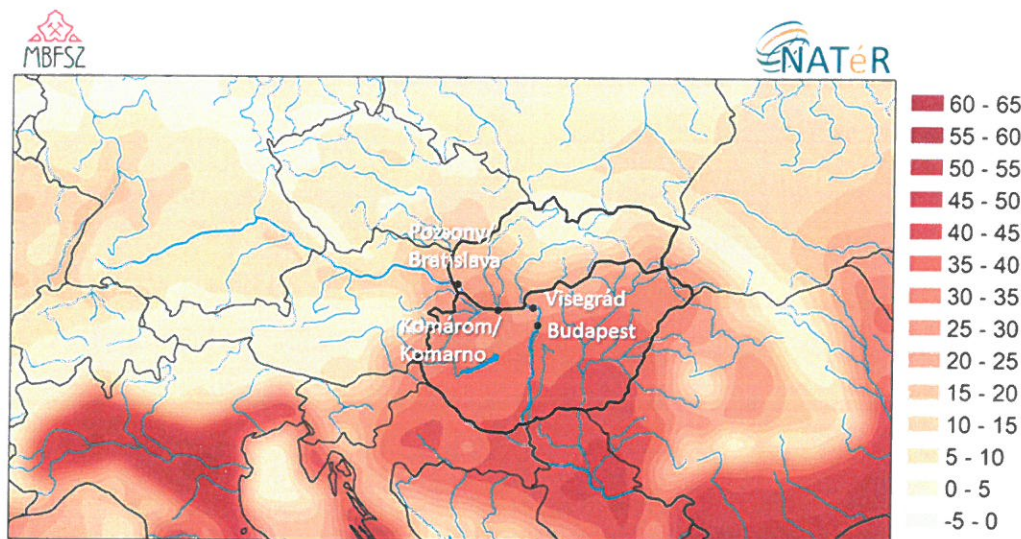 MBFSZ
NATéR
Pozsony/
Bratislava
Visegrád
Komárom/
Budapest
Komarno
60 - 65
55 - 60
50 - 55
45 - 50
40 - 45
35 - 40
30 - 35
25 - 30
20 - 25
15 - 20
10 - 15
5 - 10
0 - 5
-5 - 0